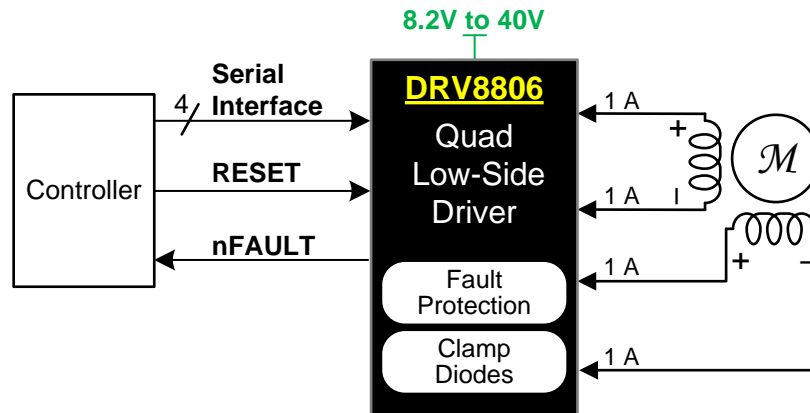 8.2V to 40V
Serial
Interface
4
Controller
RESET
nFAULT
DRV8806
Quad
Low-Side
Driver
Fault
Protection
Clamp
Diodes
1 A
+
–
1 A
M
1 A
+
–
1 A